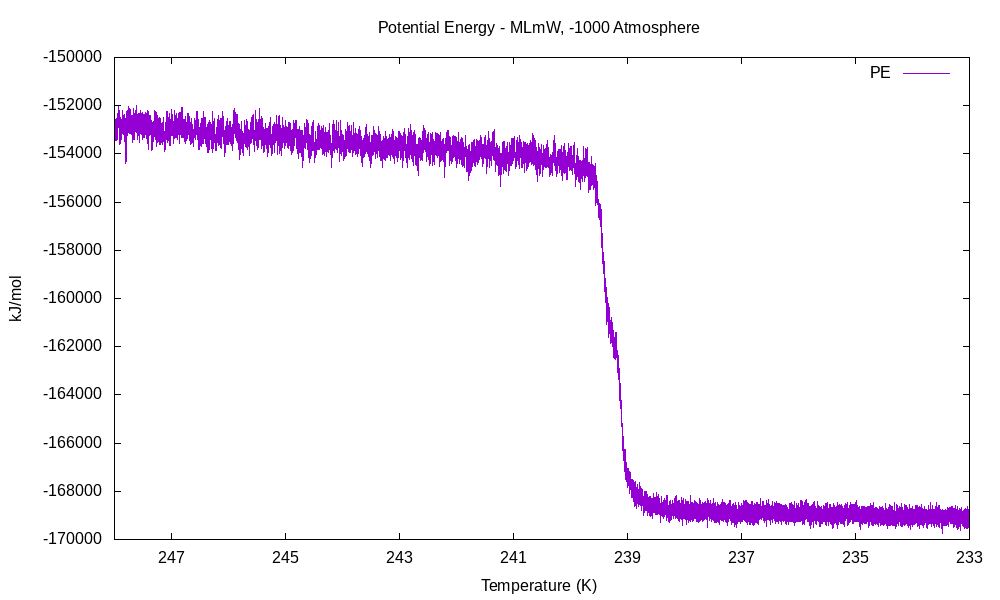 Potential Energy - MLmW, -1000 Atmosphere
PE
-150000
-152000
-154000
-156000
-158000
-160000
-162000
-164000
-166000
-168000
-170000
kJ/mol
247 245 243 241 239 237 235 233
Temperature (K)